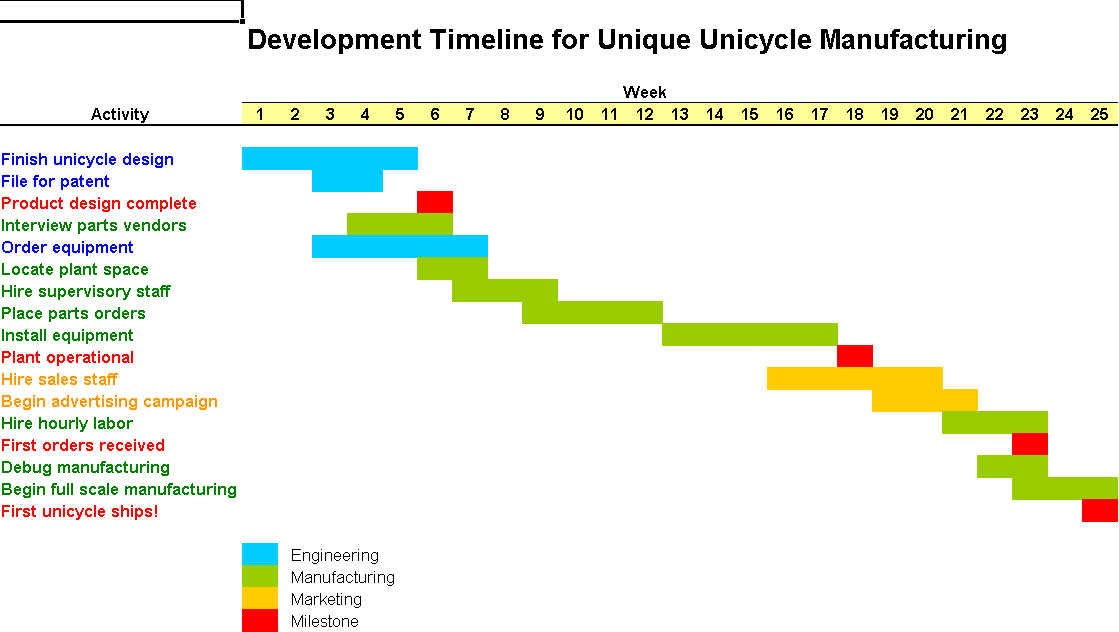 Development Timeline for Unique Unicycle Manufacturing
Week
Activity 1 2 3 4 5 6 7 8 9 10 11 12 13 14 15 16 17 18 19 20 21 22 23 24 25
Finish unicycle design
File for patent
Product design complete
Interview parts vendors
Order equipment
Locate plant space
Hire supervisory staff
Place parts orders
Install equipment
Plant operational
Hire sales staff
Begin advertising campaign
Hire hourly labor
First orders received
Debug manufacturing
Begin full scale manufacturing
First unicycle ships!
Engineering
Manufacturing
Marketing
Milestone